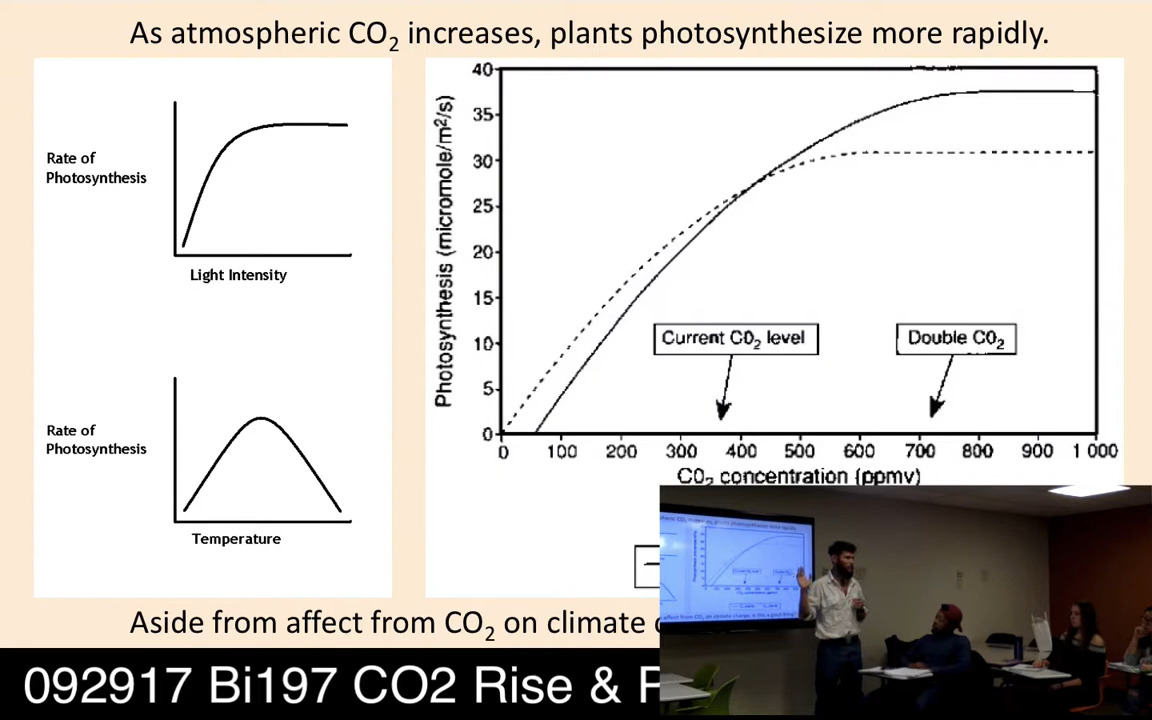 As atmospheric CO₂ increases, plants photosynthesize more rapidly.
Rate of
Photosynthesis
Light Intensity
Rate of
Photosynthesis
Temperature
Photosynthesis (micromole/m²/s)
40
35
30
25
20
15
10
5
0
Current CO₂ level
Double CO₂
0 100 200 300 400 500 600 700 800 900 1 000
CO₂ concentration (ppmv)
Aside from affect from CO₂ on climate
092917 Bi197 CO2 Rise &